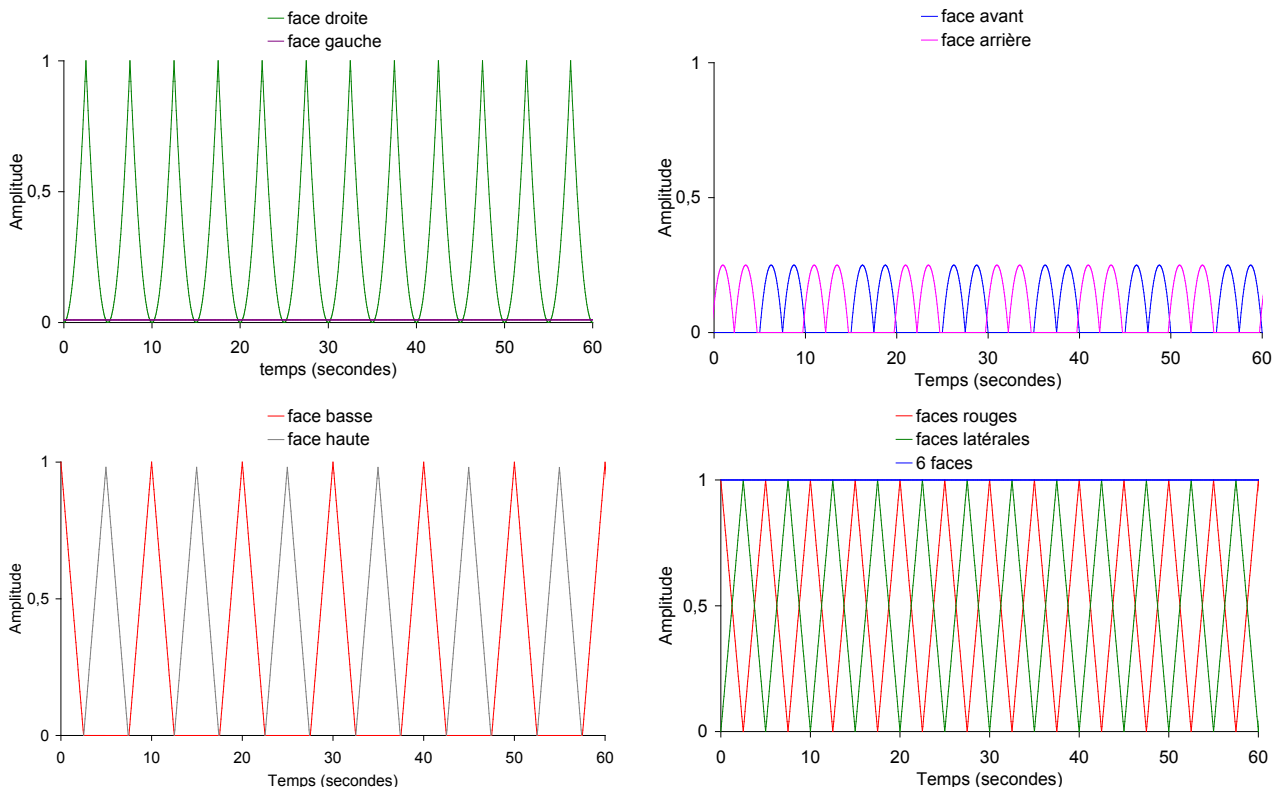 face droite
face gauche
1
0,5
0
Amplitude
0 10 20 30 40 50 60
temps (secondes)
face avant
face arrière
1
0,5
0
Amplitude
0 10 20 30 40 50 60
Temps (secondes)
face basse
face haute
1
0,5
0
Amplitude
0 10 20 30 40 50 60
Temps (secondes)
faces rouges
faces latérales
6 faces
1
0,5
0
Amplitude
0 10 20 30 40 50 60
Temps (secondes)